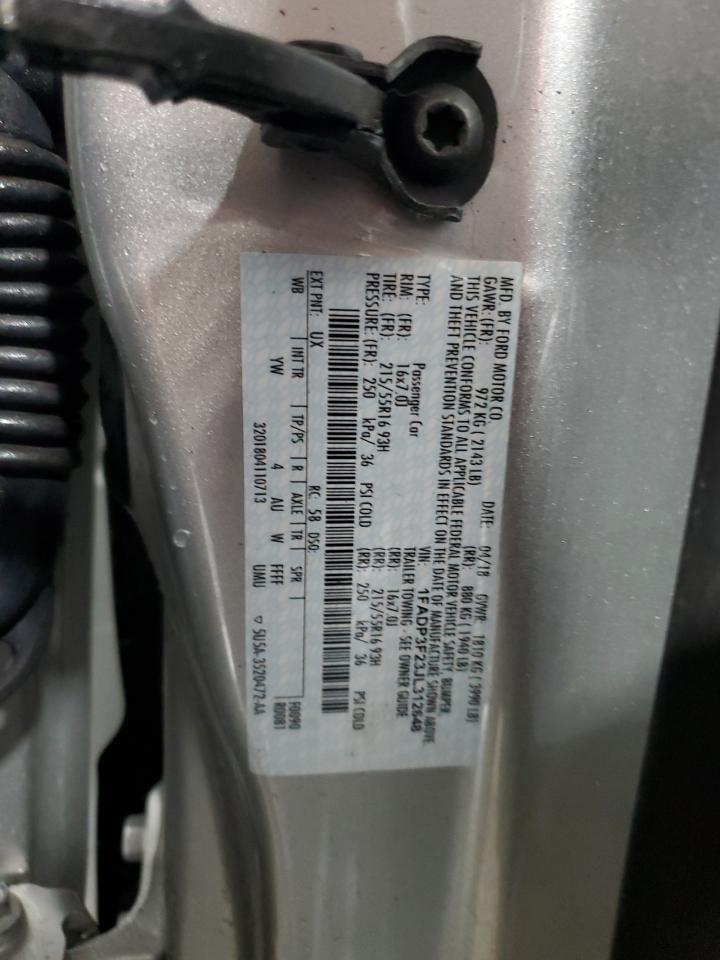 MFD. BY FORD MOTOR CO. DATE: 04/18 GVWR: 1810 KG ( 3990 LB)
GAWR: (FR): 972 KG ( 2143 LB) (RR): 880 KG ( 1940 LB)
THIS VEHICLE CONFORMS TO ALL APPLICABLE FEDERAL MOTOR VEHICLE SAFETY, BUMPER,
AND THEFT PREVENTION STANDARDS IN EFFECT ON THE DATE OF MANUFACTURE SHOWN ABOVE.
VIN: 1FADP3F23JL312648
TYPE: Passenger Car TRAILER TOWING - SEE OWNER GUIDE
RIM: (FR): 16x7.0J (RR): 16x7.0J
TIRE: (FR): 215/55R16 93H (RR): 215/55R16 93H
PRESSURE: (FR): 250 kPa/ 36 PSI COLD (RR): 250 kPa/ 36 PSI COLD
EXT PNT: UX RC: 58 DSO:
WB INT TR TP/PS R AXLE TR SPR
YW 4 AU W FFFF UMU
3201804110713
5U5A-3520472-AA